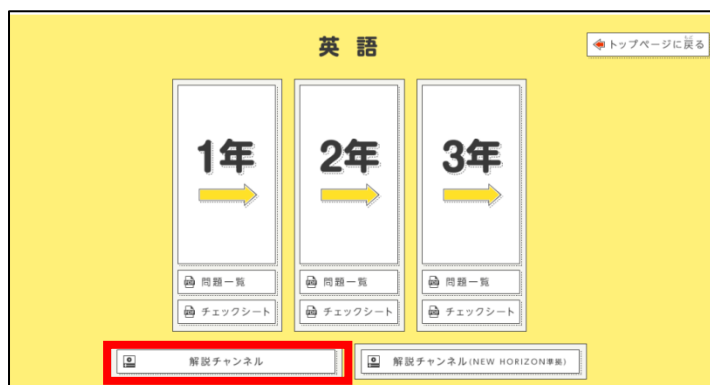 英語
トップページに戻る
1年
2年
3年
問題一覧
問題一覧
問題一覧
チェックシート
チェックシート
チェックシート
解説チャンネル
解説チャンネル(NEW HORIZON準拠)